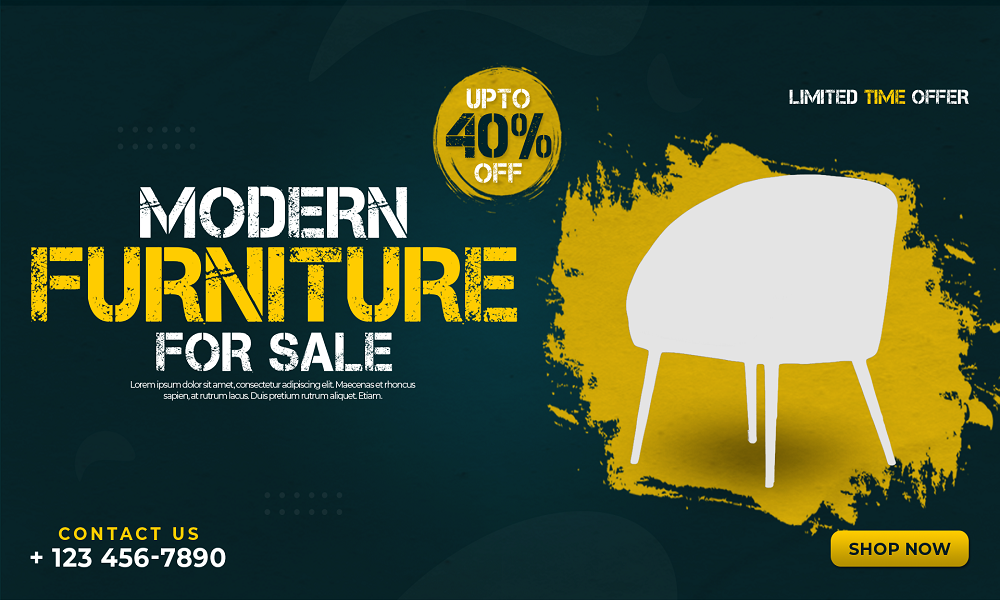 UPTO
40%
OFF
LIMITED TIME OFFER
MODERN
FURNITURE
FOR SALE
Lorem ipsum dolor sit amet, consectetur adipiscing elit. Maecenas et rhoncus
sapien, at rutrum lacus. Duis pretium rutrum aliquet. Etiam.
CONTACT US
+ 123 456-7890
SHOP NOW